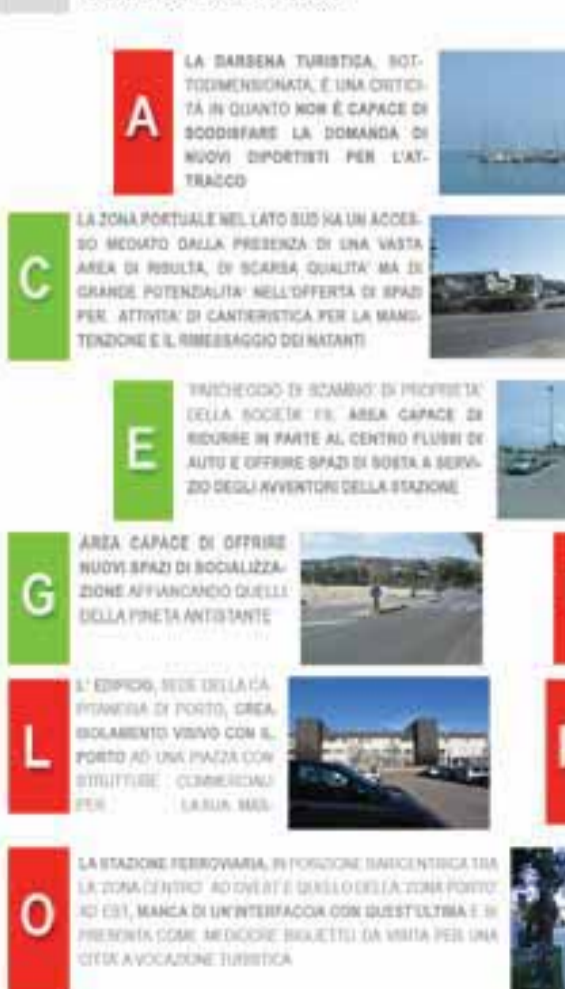 A
LA DARSENA TURISTICA, SOT-
TODIMENSIONATA, E UNA CRITICI-
TÀ IN QUANTO NON È CAPACE DI
SODDISFARE LA DOMANDA DI
NUOVI DIPORTISTI PER L'AT-
TRACCO
C
LA ZONA PORTUALE NEL LATO SUD HA UN ACCES-
SO MEDIATO DALLA PRESENZA DI UNA VASTA
AREA DI RISULTA, DI SCARSA QUALITA' MA DI
GRANDE POTENZIALITA' NELL'OFFERTA DI SPAZI
PER ATTIVITA' DI CANTIERISTICA PER LA MANU-
TENZIONE E IL RIMESSAGGIO DEI NATANTI
E
'PARCHEGGIO DI SCAMBIO' DI PROPRIETA'
DELLA SOCIETA' FS, AREA CAPACE DI
RIDURRE IN PARTE AL CENTRO FLUSSI DI
AUTO E OFFRIRE SPAZI DI SOSTA A SERVI-
ZIO DEGLI AVVENTORI DELLA STAZIONE
G
AREA CAPACE DI OFFRIRE
NUOVI SPAZI DI SOCIALIZZA-
ZIONE AFFIANCANDO QUELLI
DELLA PINETA ANTISTANTE
L
L' EDIFICIO, SEDE DELLA CA-
PITANERIA DI PORTO, CREA
ISOLAMENTO VISIVO CON IL
PORTO AD UNA PIAZZA CON
STRUTTURE COMMERCIALI
PER LA SUA MAS-
O
LA STAZIONE FERROVIARIA, IN POSIZIONE BARICENTRICA TRA
LA ZONA CENTRO AD OVEST E QUELLO DELLA ZONA PORTO
AD EST, MANCA DI UN'INTERFACCIA CON QUEST'ULTIMA E SI
PRESENTA COME MEDIOCRE BIGLIETTO DA VISITA PER UNA
CITTA' A VOCAZIONE TURISTICA